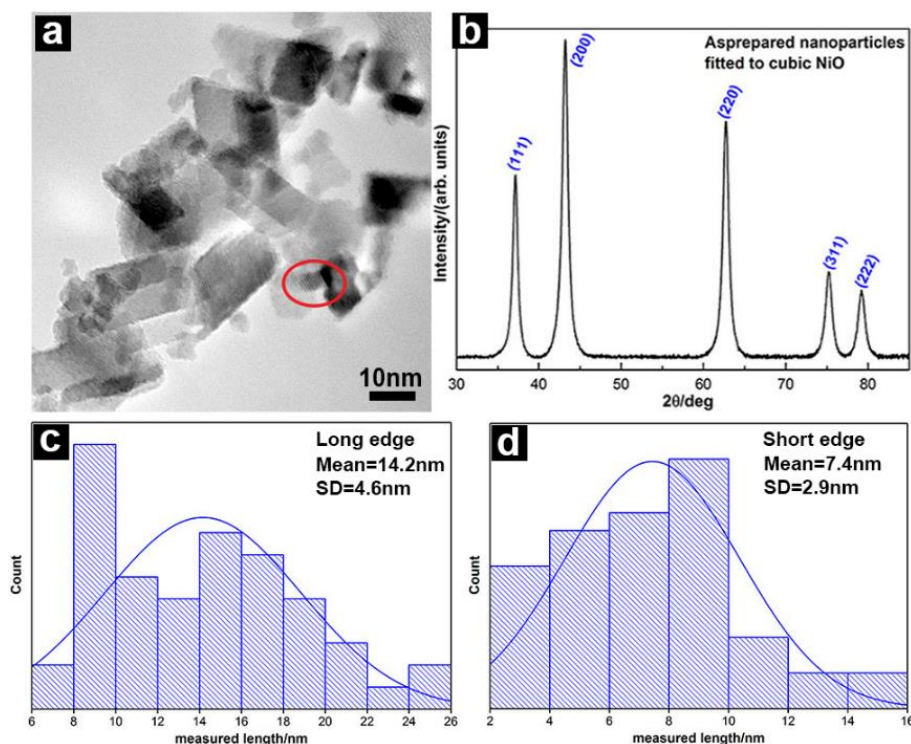 a
10nm
b
Asprepared nanoparticles
fitted to cubic NiO
(111)
(200)
(220)
(311)
(222)
Intensity/(arb. units)
30 40 50 60 70 80
2θ/deg
c
Long edge
Mean=14.2nm
SD=4.6nm
Count
6 8 10 12 14 16 18 20 22 24 26
measured length/nm
d
Short edge
Mean=7.4nm
SD=2.9nm
Count
2 4 6 8 10 12 14 16
measured length/nm